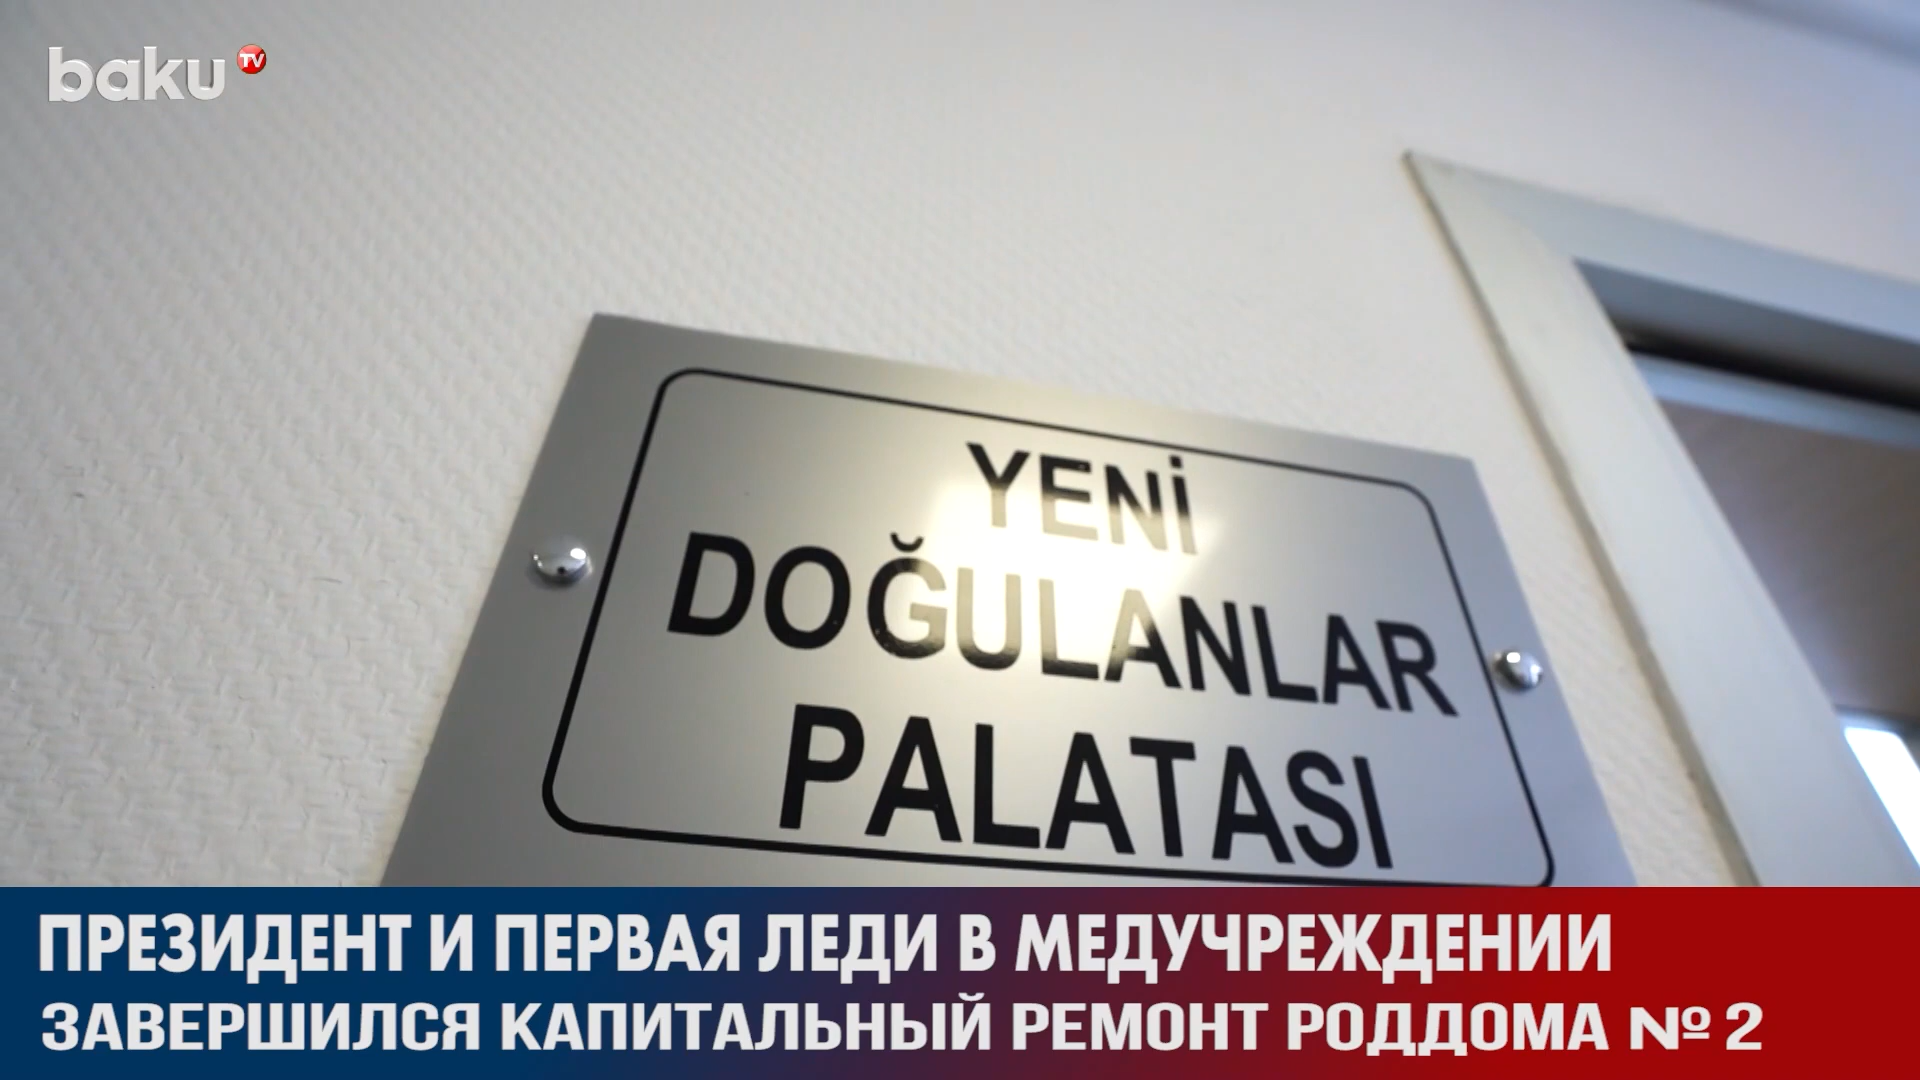 baku TV
YENİ
DOĞULANLAR
PALATASI
ПРЕЗИДЕНТ И ПЕРВАЯ ЛЕДИ В МЕДУЧРЕЖДЕНИИ
ЗАВЕРШИЛСЯ КАПИТАЛЬНЫЙ РЕМОНТ РОДДОМА № 2